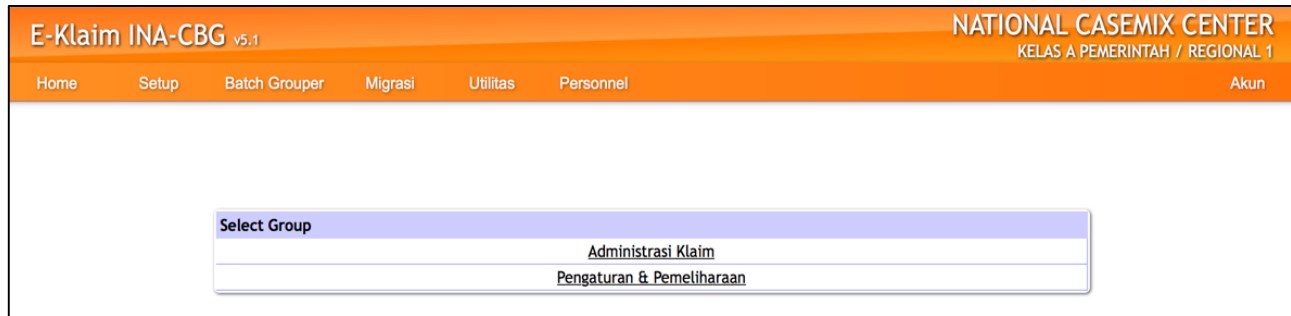 E-Klaim INA-CBG v5.1
NATIONAL CASEMIX CENTER
KELAS A PEMERINTAH / REGIONAL 1
Home Setup Batch Grouper Migrasi Utilitas Personnel Akun
Select Group
Administrasi Klaim
Pengaturan & Pemeliharaan